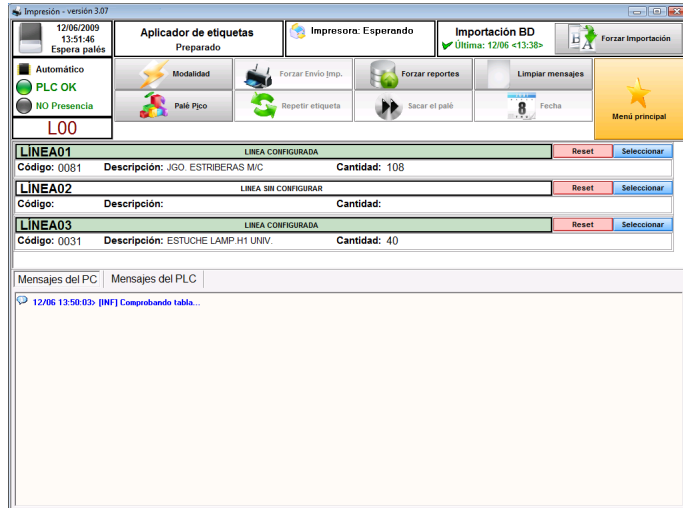 Impresión - versión 3.07
12/06/2009
13:51:46
Espera palés
Aplicador de etiquetas
Preparado
Impresora: Esperando
Importación BD
Última: 12/06 <13:38>
Forzar Importación
Automático
PLC OK
NO Presencia
L00
Modalidad
Forzar Envio Imp.
Forzar reportes
Limpiar mensajes
Palé Pico
Repetir etiqueta
Sacar el palé
8
Fecha
Menú principal
LÍNEA01
LINEA CONFIGURADA
Reset
Seleccionar
Código: 0081 Descripción: JGO. ESTRIBERAS M/C Cantidad: 108
LÍNEA02
LINEA SIN CONFIGURAR
Reset
Seleccionar
Código: Descripción: Cantidad:
LÍNEA03
LINEA CONFIGURADA
Reset
Seleccionar
Código: 0031 Descripción: ESTUCHE LAMP.H1 UNIV. Cantidad: 40
Mensajes del PC
Mensajes del PLC
12/06 13:50:03> [INF] Comprobando tabla...